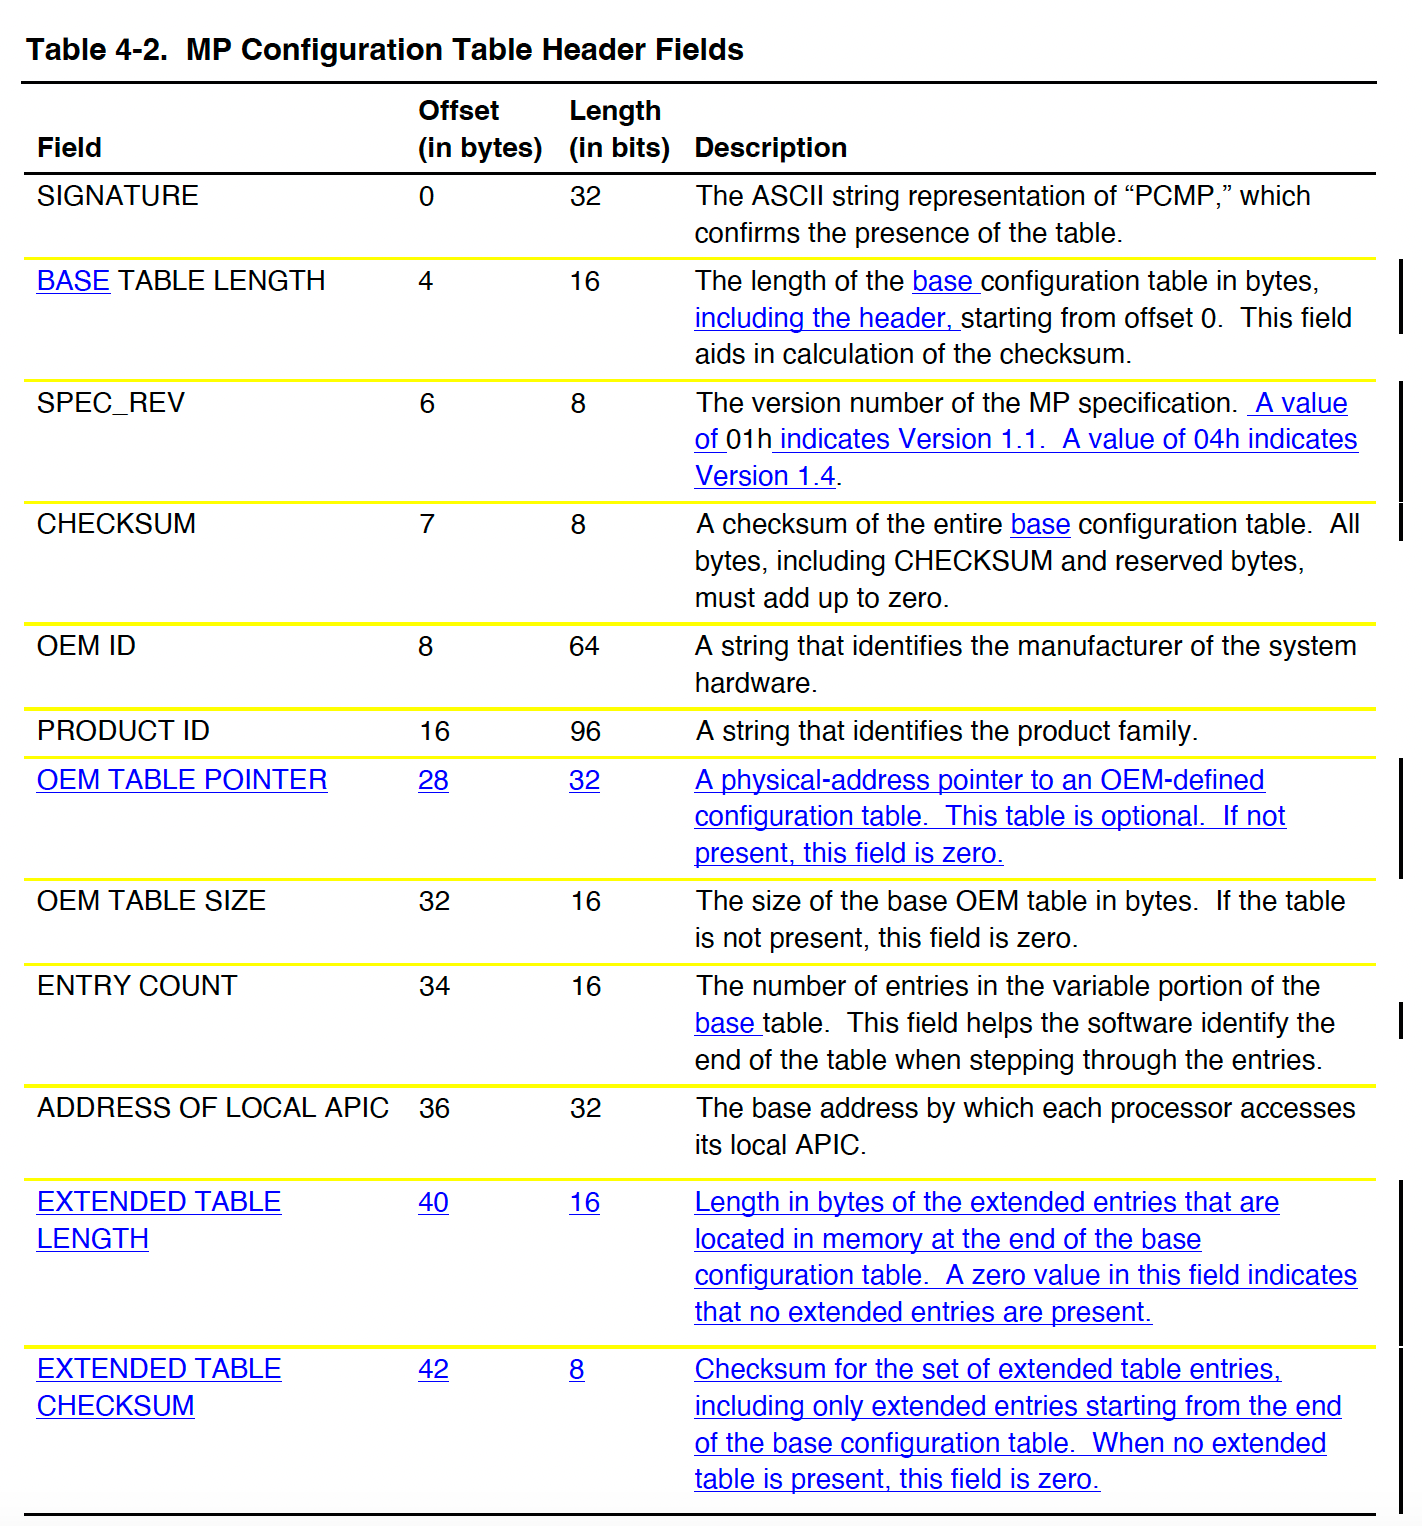 Table 4-2.  MP Configuration Table Header Fields
Field Offset (in bytes) Length (in bits) Description
SIGNATURE 0 32 The ASCII string representation of “PCMP,” which
confirms the presence of the table.
BASE TABLE LENGTH 4 16 The length of the base configuration table in bytes,
including the header, starting from offset 0.  This field
aids in calculation of the checksum.
SPEC_REV 6 8 The version number of the MP specification.  A value
of 01h indicates Version 1.1.  A value of 04h indicates
Version 1.4.
CHECKSUM 7 8 A checksum of the entire base configuration table.  All
bytes, including CHECKSUM and reserved bytes,
must add up to zero.
OEM ID 8 64 A string that identifies the manufacturer of the system
hardware.
PRODUCT ID 16 96 A string that identifies the product family.
OEM TABLE POINTER 28 32 A physical-address pointer to an OEM-defined
configuration table.  This table is optional.  If not
present, this field is zero.
OEM TABLE SIZE 32 16 The size of the base OEM table in bytes.  If the table
is not present, this field is zero.
ENTRY COUNT 34 16 The number of entries in the variable portion of the
base table.  This field helps the software identify the
end of the table when stepping through the entries.
ADDRESS OF LOCAL APIC 36 32 The base address by which each processor accesses
its local APIC.
EXTENDED TABLE 40 16 Length in bytes of the extended entries that are
LENGTH located in memory at the end of the base
configuration table.  A zero value in this field indicates
that no extended entries are present.
EXTENDED TABLE 42 8 Checksum for the set of extended table entries,
CHECKSUM including only extended entries starting from the end
of the base configuration table.  When no extended
table is present, this field is zero.